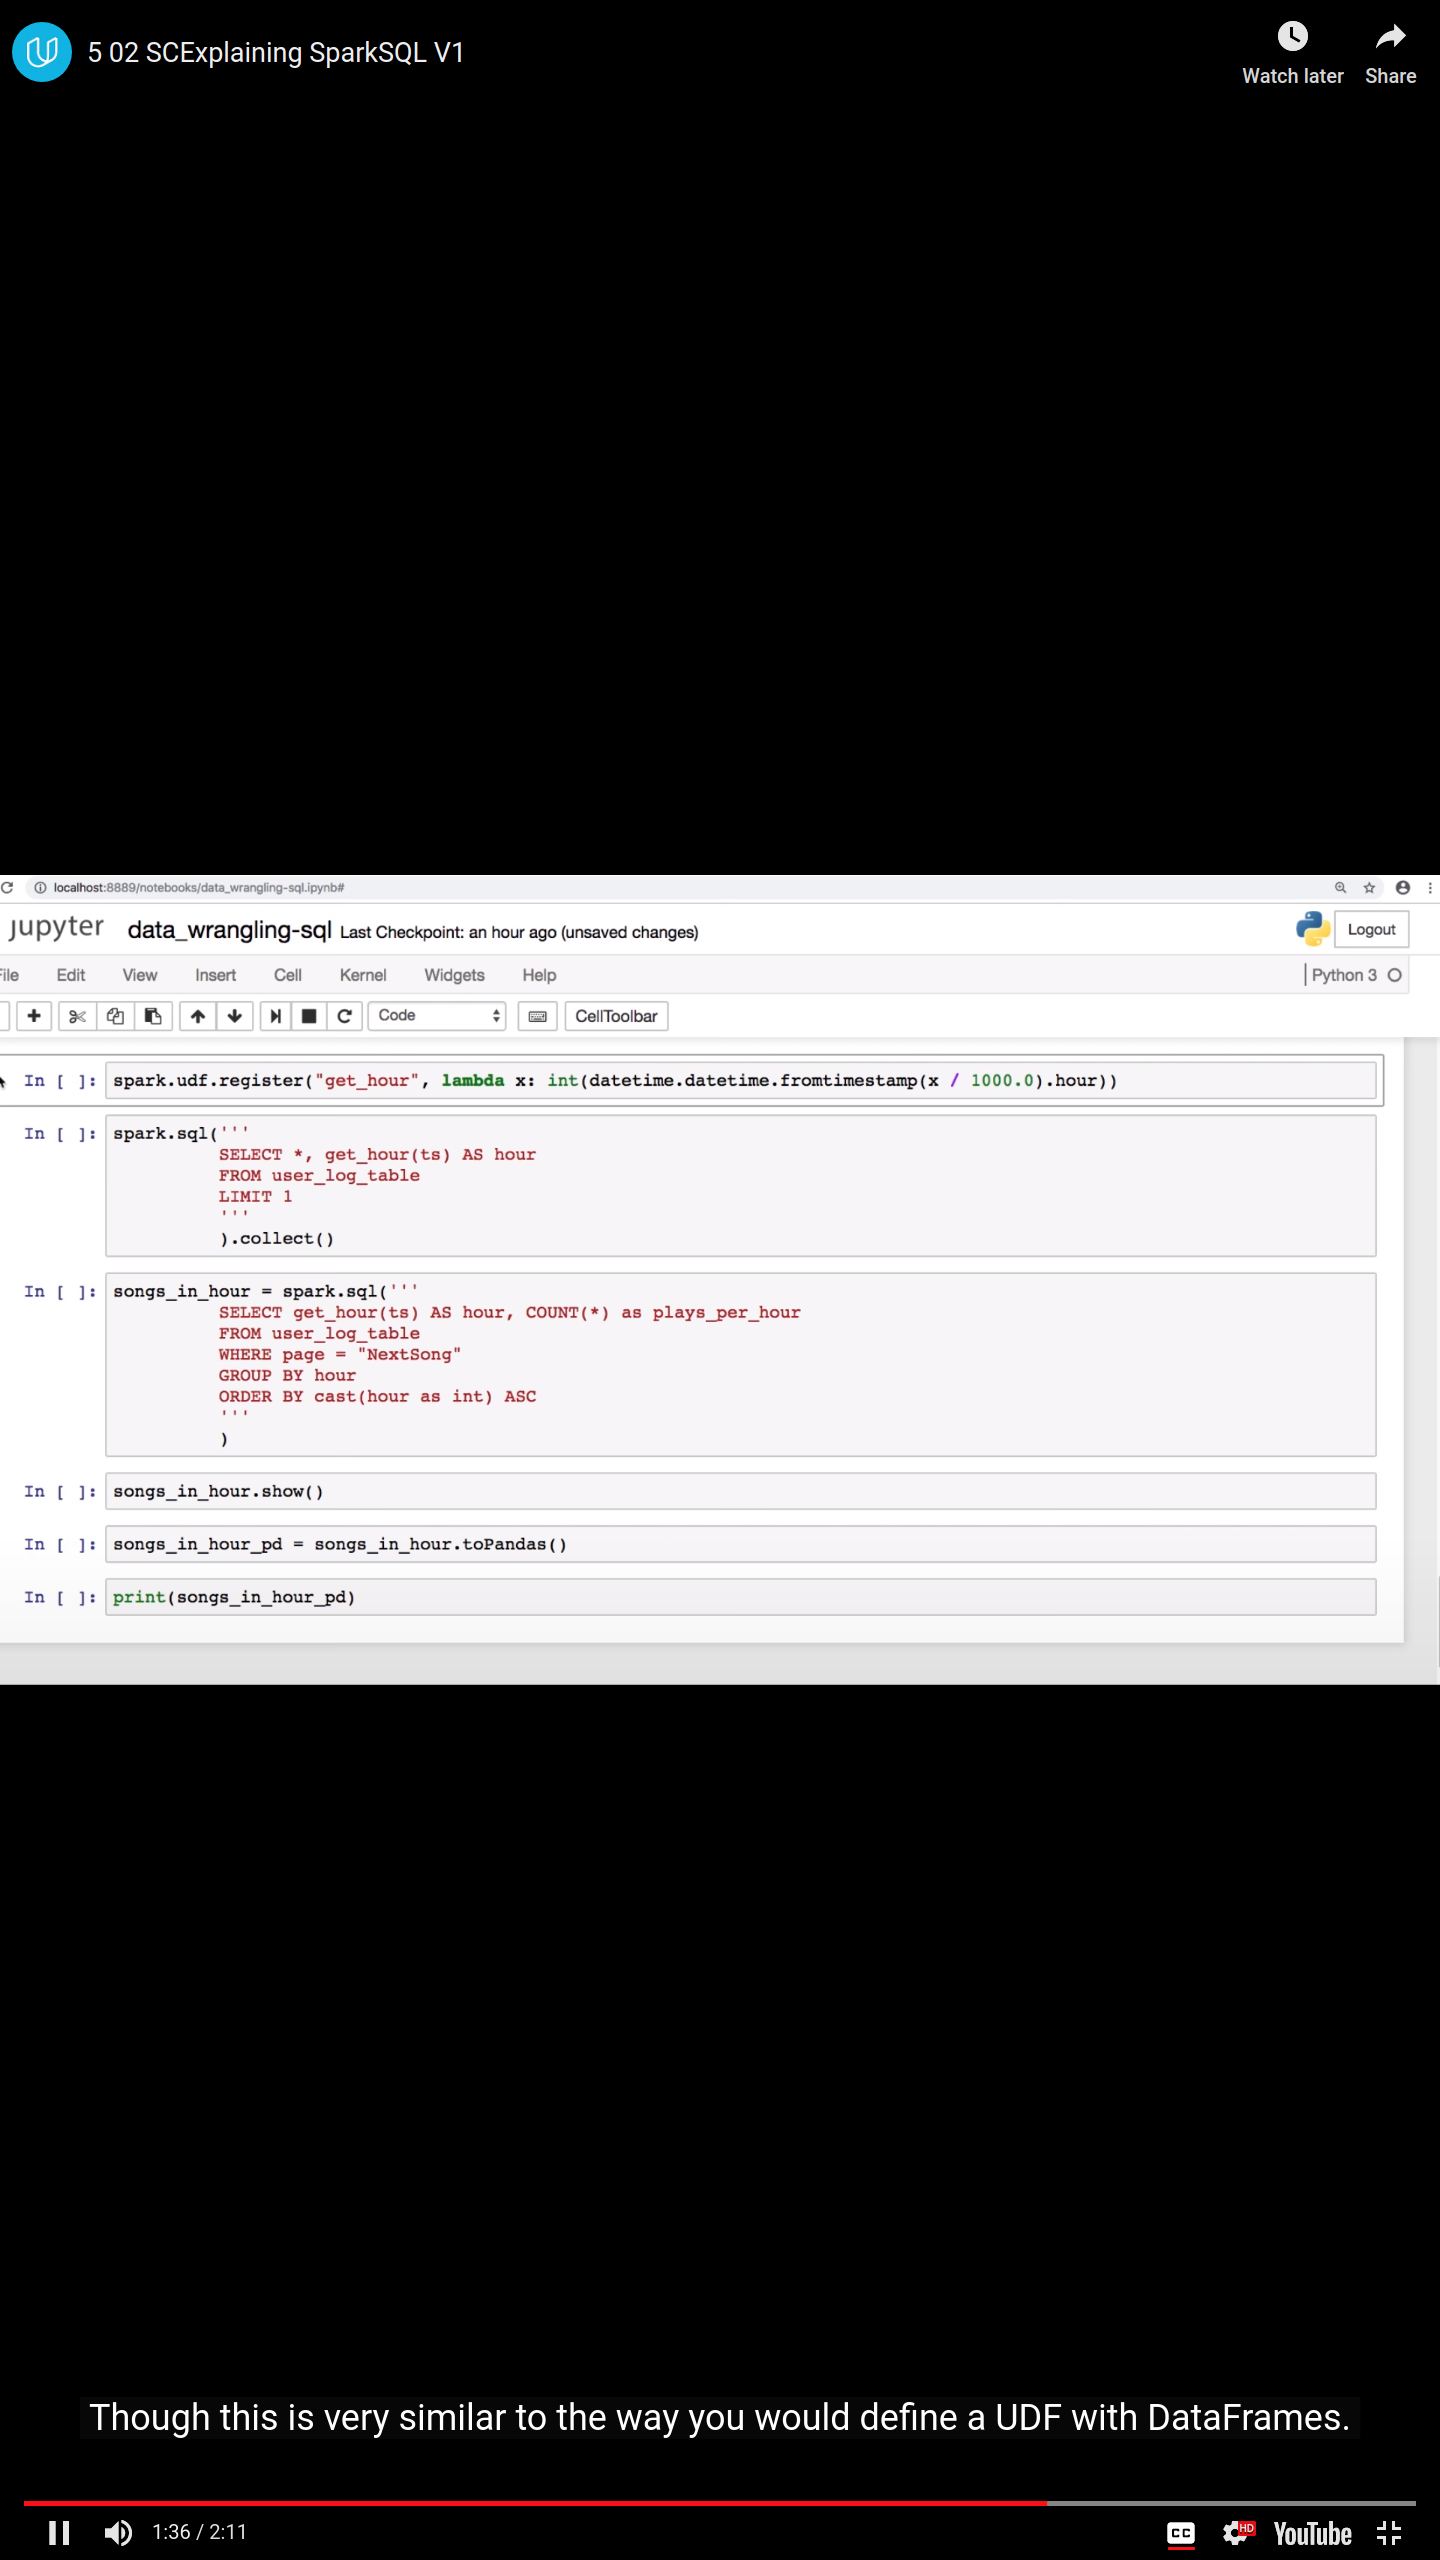 5 02 SCExplaining SparkSQL V1
Watch later
Share
localhost:8889/notebooks/data_wrangling-sql.ipynb#
jupyter data_wrangling-sql Last Checkpoint: an hour ago (unsaved changes)
Logout
File Edit View Insert Cell Kernel Widgets Help
Python 3
Code
CellToolbar
In [ ]: spark.udf.register("get_hour", lambda x: int(datetime.datetime.fromtimestamp(x / 1000.0).hour))
In [ ]: spark.sql('''
SELECT *, get_hour(ts) AS hour
FROM user_log_table
LIMIT 1
'''
).collect()
In [ ]: songs_in_hour = spark.sql('''
SELECT get_hour(ts) AS hour, COUNT(*) as plays_per_hour
FROM user_log_table
WHERE page = "NextSong"
GROUP BY hour
ORDER BY cast(hour as int) ASC
'''
)
In [ ]: songs_in_hour.show()
In [ ]: songs_in_hour_pd = songs_in_hour.toPandas()
In [ ]: print(songs_in_hour_pd)
Though this is very similar to the way you would define a UDF with DataFrames.
1:36 / 2:11
CC
HD
YouTube